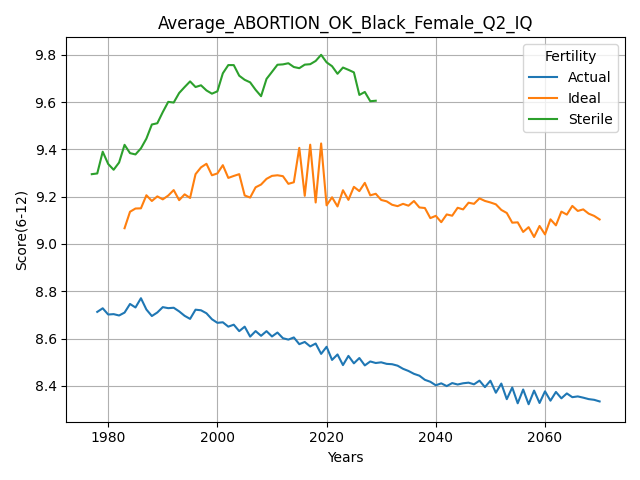 Average_ABORTION_OK_Black_Female_Q2_IQ
Fertility
Actual
Ideal
Sterile
Score(6-12)
9.8
9.6
9.4
9.2
9.0
8.8
8.6
8.4
1980 2000 2020 2040 2060
Years